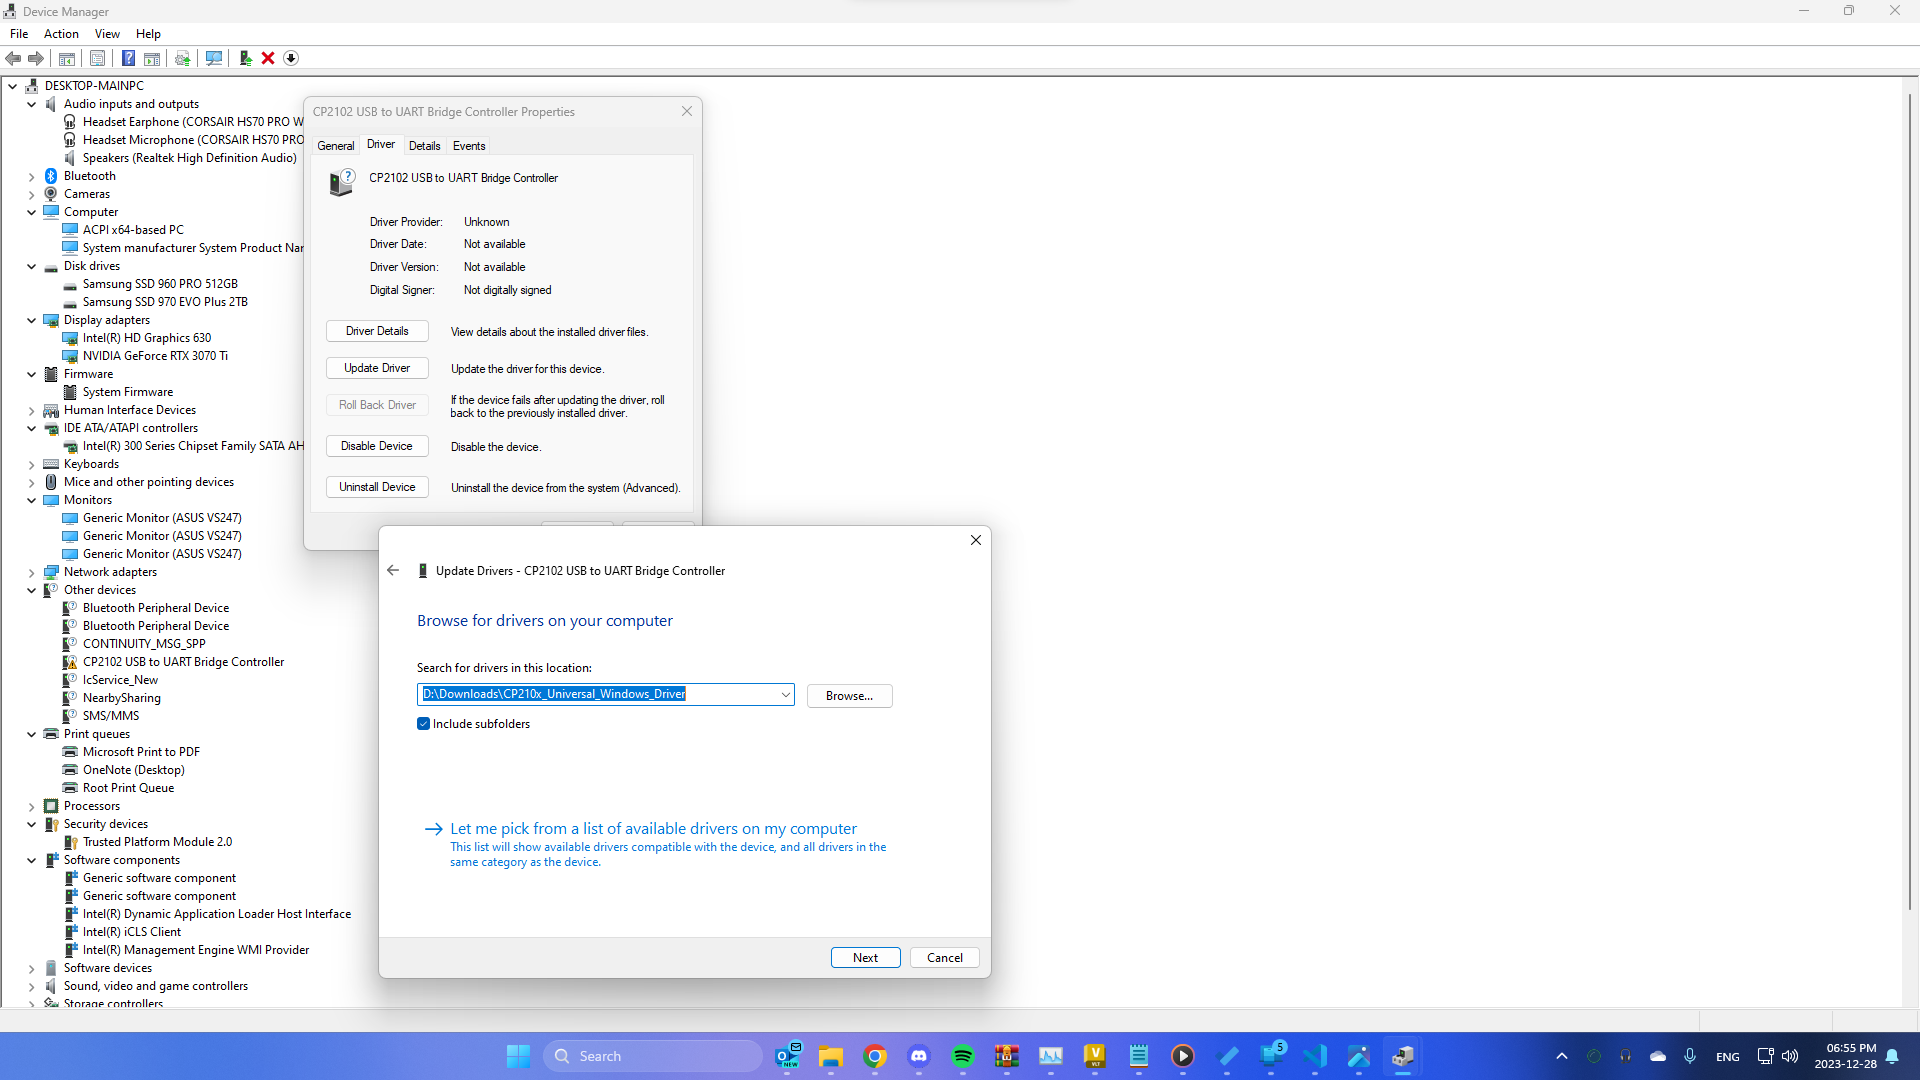 Device Manager
File Action View Help
DESKTOP-MAINPC
Audio inputs and outputs
Headset Earphone (CORSAIR HS70 PRO W
Headset Microphone (CORSAIR HS70 PRO
Speakers (Realtek High Definition Audio)
Bluetooth
Cameras
Computer
ACPI x64-based PC
System manufacturer System Product Nar
Disk drives
Samsung SSD 960 PRO 512GB
Samsung SSD 970 EVO Plus 2TB
Display adapters
Intel(R) HD Graphics 630
NVIDIA GeForce RTX 3070 Ti
Firmware
System Firmware
Human Interface Devices
IDE ATA/ATAPI controllers
Intel(R) 300 Series Chipset Family SATA AH
Keyboards
Mice and other pointing devices
Monitors
Generic Monitor (ASUS VS247)
Generic Monitor (ASUS VS247)
Generic Monitor (ASUS VS247)
Network adapters
Other devices
Bluetooth Peripheral Device
Bluetooth Peripheral Device
CONTINUITY_MSG_SPP
CP2102 USB to UART Bridge Controller
IcService_New
NearbySharing
SMS/MMS
Print queues
Microsoft Print to PDF
OneNote (Desktop)
Root Print Queue
Processors
Security devices
Trusted Platform Module 2.0
Software components
Generic software component
Generic software component
Intel(R) Dynamic Application Loader Host Interface
Intel(R) iCLS Client
Intel(R) Management Engine WMI Provider
Software devices
Sound, video and game controllers
Storage controllers
CP2102 USB to UART Bridge Controller Properties
General Driver Details Events
CP2102 USB to UART Bridge Controller
Driver Provider: Unknown
Driver Date: Not available
Driver Version: Not available
Digital Signer: Not digitally signed
Driver Details View details about the installed driver files.
Update Driver Update the driver for this device.
Roll Back Driver If the device fails after updating the driver, roll
back to the previously installed driver.
Disable Device Disable the device.
Uninstall Device Uninstall the device from the system (Advanced).
Update Drivers - CP2102 USB to UART Bridge Controller
Browse for drivers on your computer
Search for drivers in this location:
D:\Downloads\CP210x_Universal_Windows_Driver
Browse...
Include subfolders
Let me pick from a list of available drivers on my computer
This list will show available drivers compatible with the device, and all drivers in the
same category as the device.
Next Cancel
Search
NEW
VLT
5
ENG
06:55 PM
2023-12-28